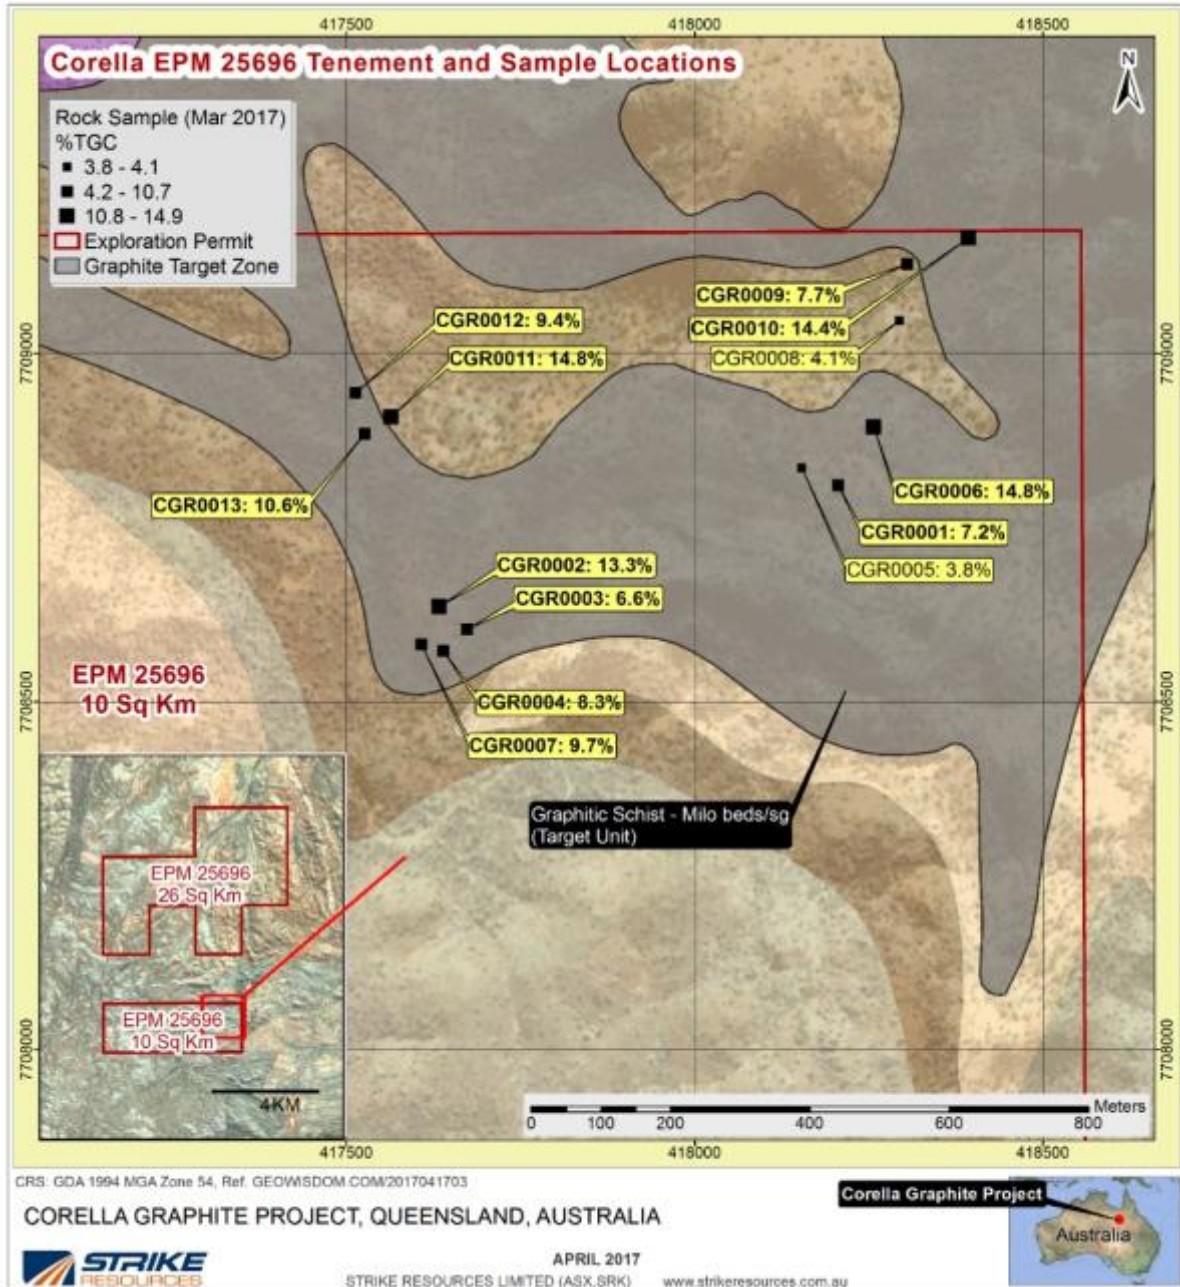 417500
418000
418500
Corella EPM 25696 Tenement and Sample Locations
N
Rock Sample (Mar 2017)
%TGC
3.8 - 4.1
4.2 - 10.7
10.8 - 14.9
Exploration Permit
Graphite Target Zone
CGR0009: 7.7%
CGR0012: 9.4%
CGR0010: 14.4%
CGR0011: 14.8%
CGR0008: 4.1%
7709000
7709000
CGR0006: 14.8%
CGR0013: 10.6%
CGR0001: 7.2%
CGR0002: 13.3%
CGR0005: 3.8%
CGR0003: 6.6%
EPM 25696
10 Sq Km
CGR0004: 8.3%
7708500
7708500
CGR0007: 9.7%
Graphitic Schist - Milo beds/sg
(Target Unit)
EPM 25696
26 Sq Km
EPM 25696
10 Sq Km
7708000
7708000
4KM
Meters
0 100 200 400 600 800
417500
418000
418500
CRS: GDA 1994 MGA Zone 54, Ref. GEOWISDOM.COM/2017041703
Corella Graphite Project
CORELLA GRAPHITE PROJECT, QUEENSLAND, AUSTRALIA
Australia
APRIL 2017
STRIKE
RESOURCES
STRIKE RESOURCES LIMITED (ASX.SRK) www.strikeresources.com.au